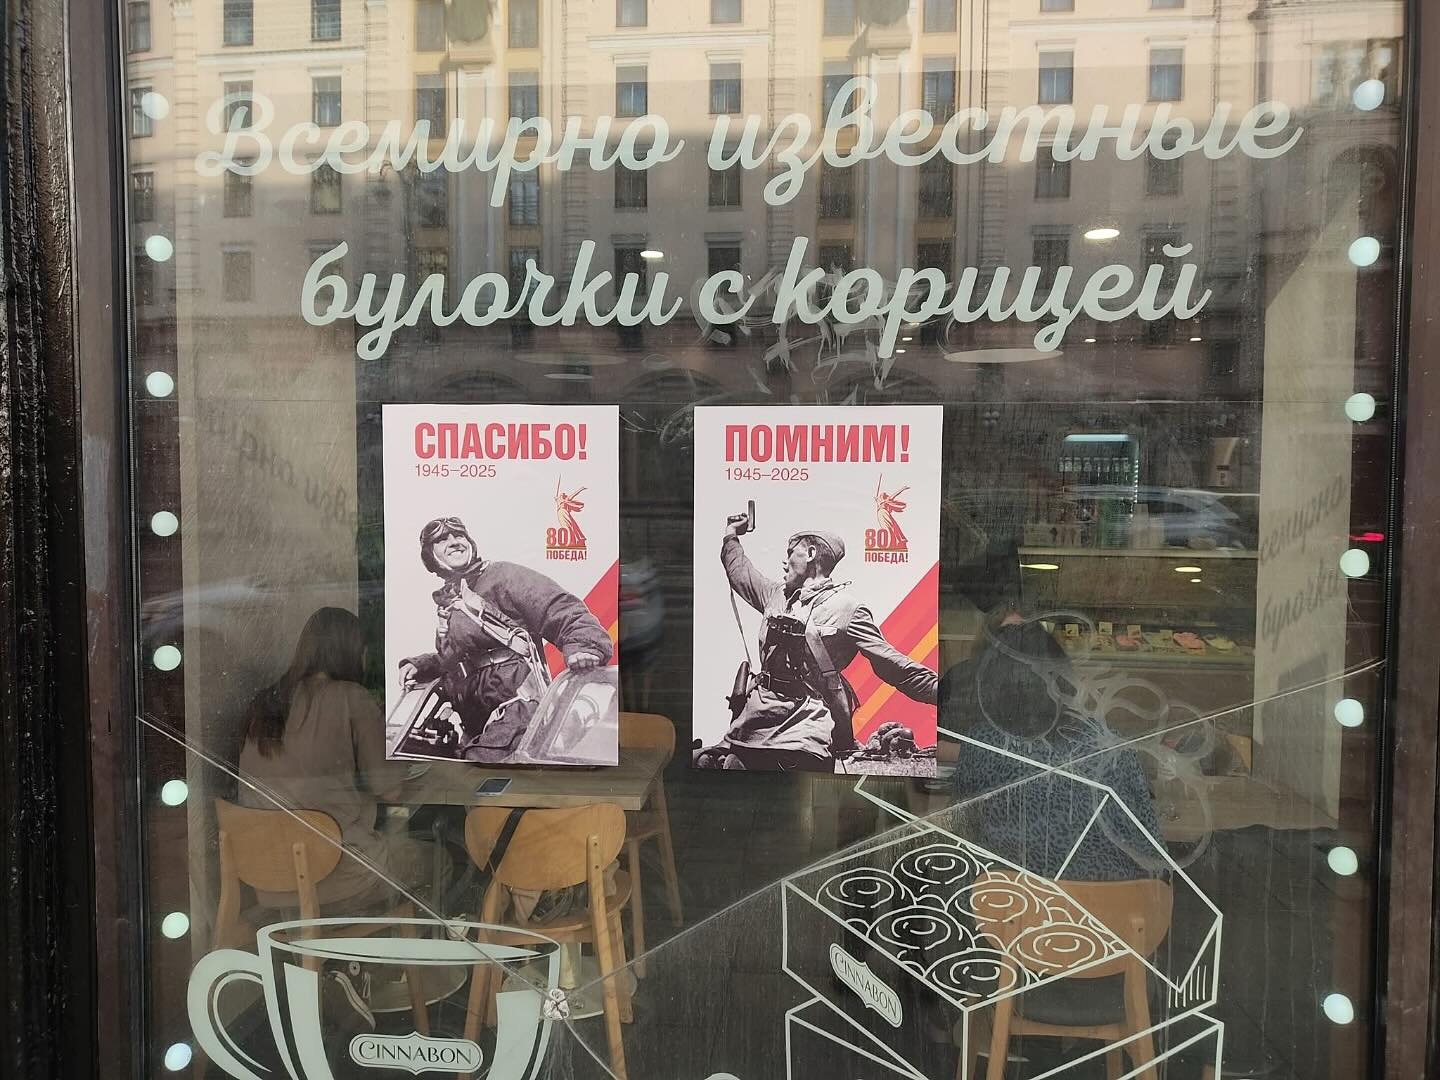 Всемирно известные
булочки с корицей
СПАСИБО!
1945–2025
80
ПОБЕДА!
ПОМНИМ!
1945–2025
80
ПОБЕДА!
CINNABON
CINNABON